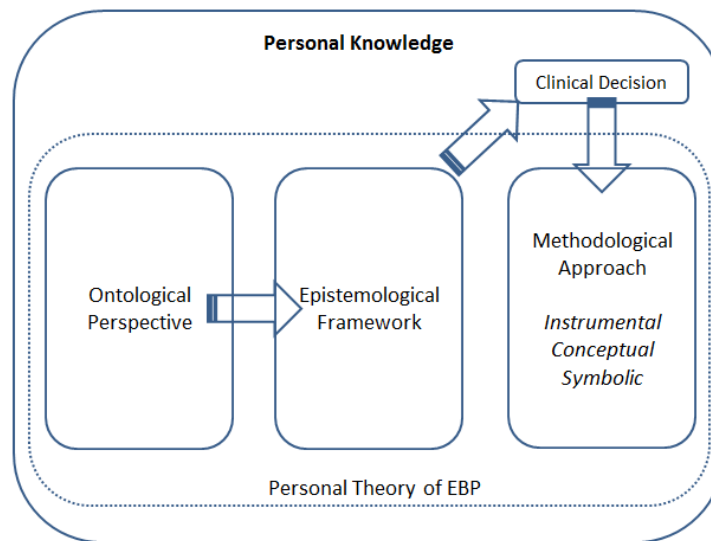 Personal Knowledge
Clinical Decision
Ontological
Perspective
Epistemological
Framework
Methodological
Approach
Instrumental
Conceptual
Symbolic
Personal Theory of EBP